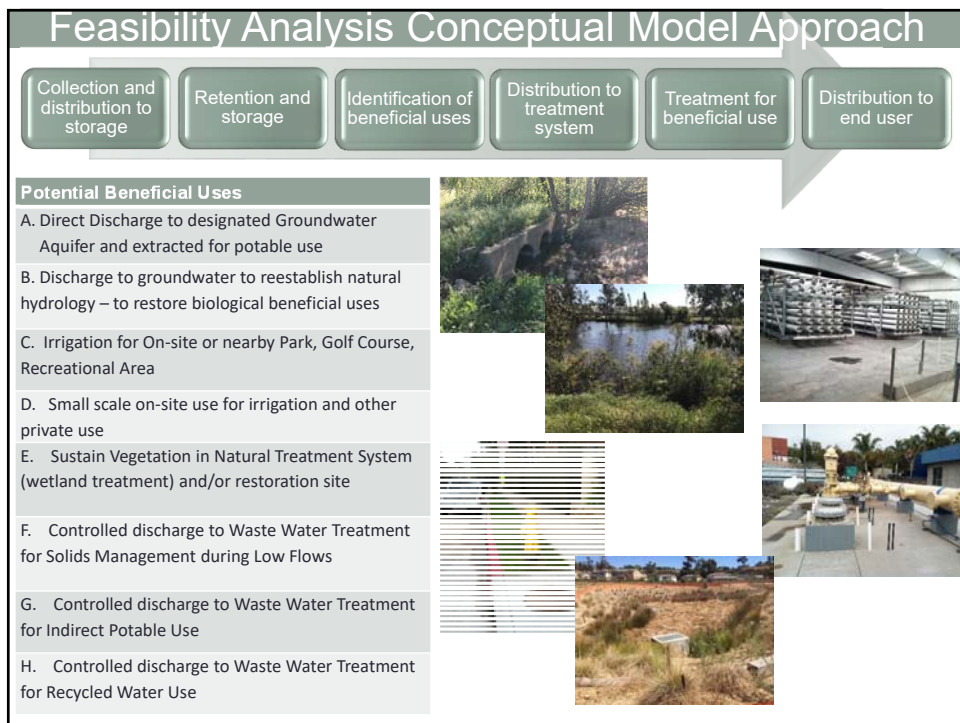 Feasibility Analysis Conceptual Model Approach
Collection and
distribution to
storage
Retention and
storage
Identification of
beneficial uses
Distribution to
treatment
system
Treatment for
beneficial use
Distribution to
end user
Potential Beneficial Uses
A. Direct Discharge to designated Groundwater
Aquifer and extracted for potable use
B. Discharge to groundwater to reestablish natural
hydrology – to restore biological beneficial uses
C. Irrigation for On-site or nearby Park, Golf Course,
Recreational Area
D. Small scale on-site use for irrigation and other
private use
E. Sustain Vegetation in Natural Treatment System
(wetland treatment) and/or restoration site
F. Controlled discharge to Waste Water Treatment
for Solids Management during Low Flows
G. Controlled discharge to Waste Water Treatment
for Indirect Potable Use
H. Controlled discharge to Waste Water Treatment
for Recycled Water Use